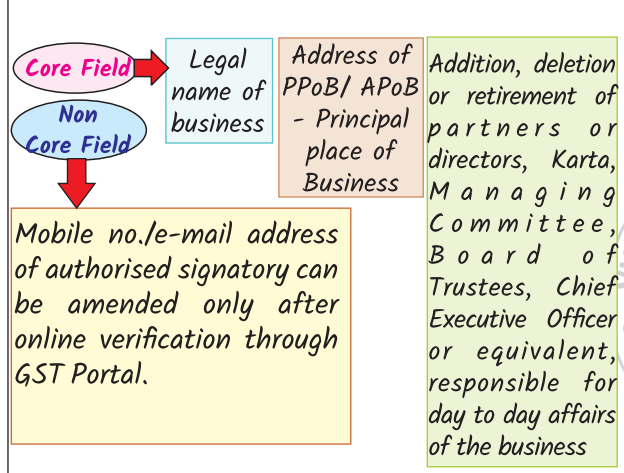 Core Field
Legal
name of
business
Address of
PPoB/ APoB
- Principal
place of
Business
Addition, deletion
or retirement of
partners or
directors, Karta,
Managing
Committee,
Board of
Trustees, Chief
Executive Officer
or equivalent,
responsible for
day to day affairs
of the business
Non
Core Field
Mobile no./e-mail address
of authorised signatory can
be amended only after
online verification through
GST Portal.